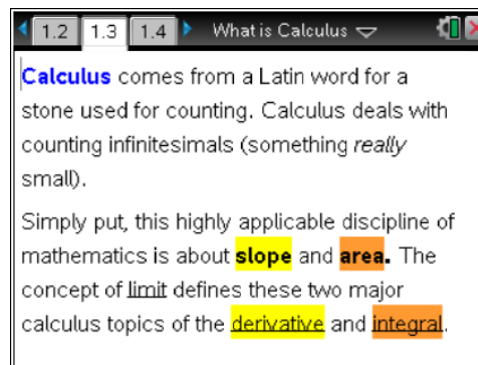 1.2 1.3 1.4 What is Calculus
Calculus comes from a Latin word for a
stone used for counting. Calculus deals with
counting infinitesimals (something really
small).
Simply put, this highly applicable discipline of
mathematics is about slope and area. The
concept of limit defines these two major
calculus topics of the derivative and integral.